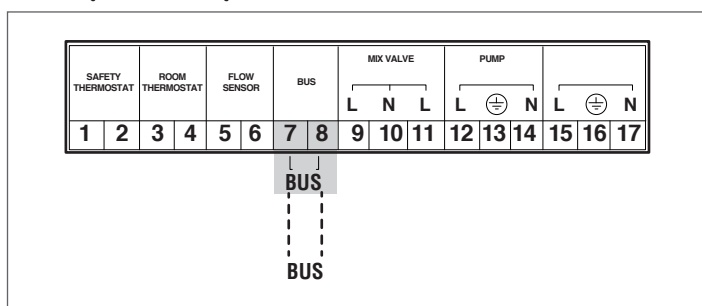 SAFETY THERMOSTAT
ROOM THERMOSTAT
FLOW SENSOR
BUS
MIX VALVE
PUMP
L N L L N L N
1 2 3 4 5 6 7 8 9 10 11 12 13 14 15 16 17
BUS
BUS